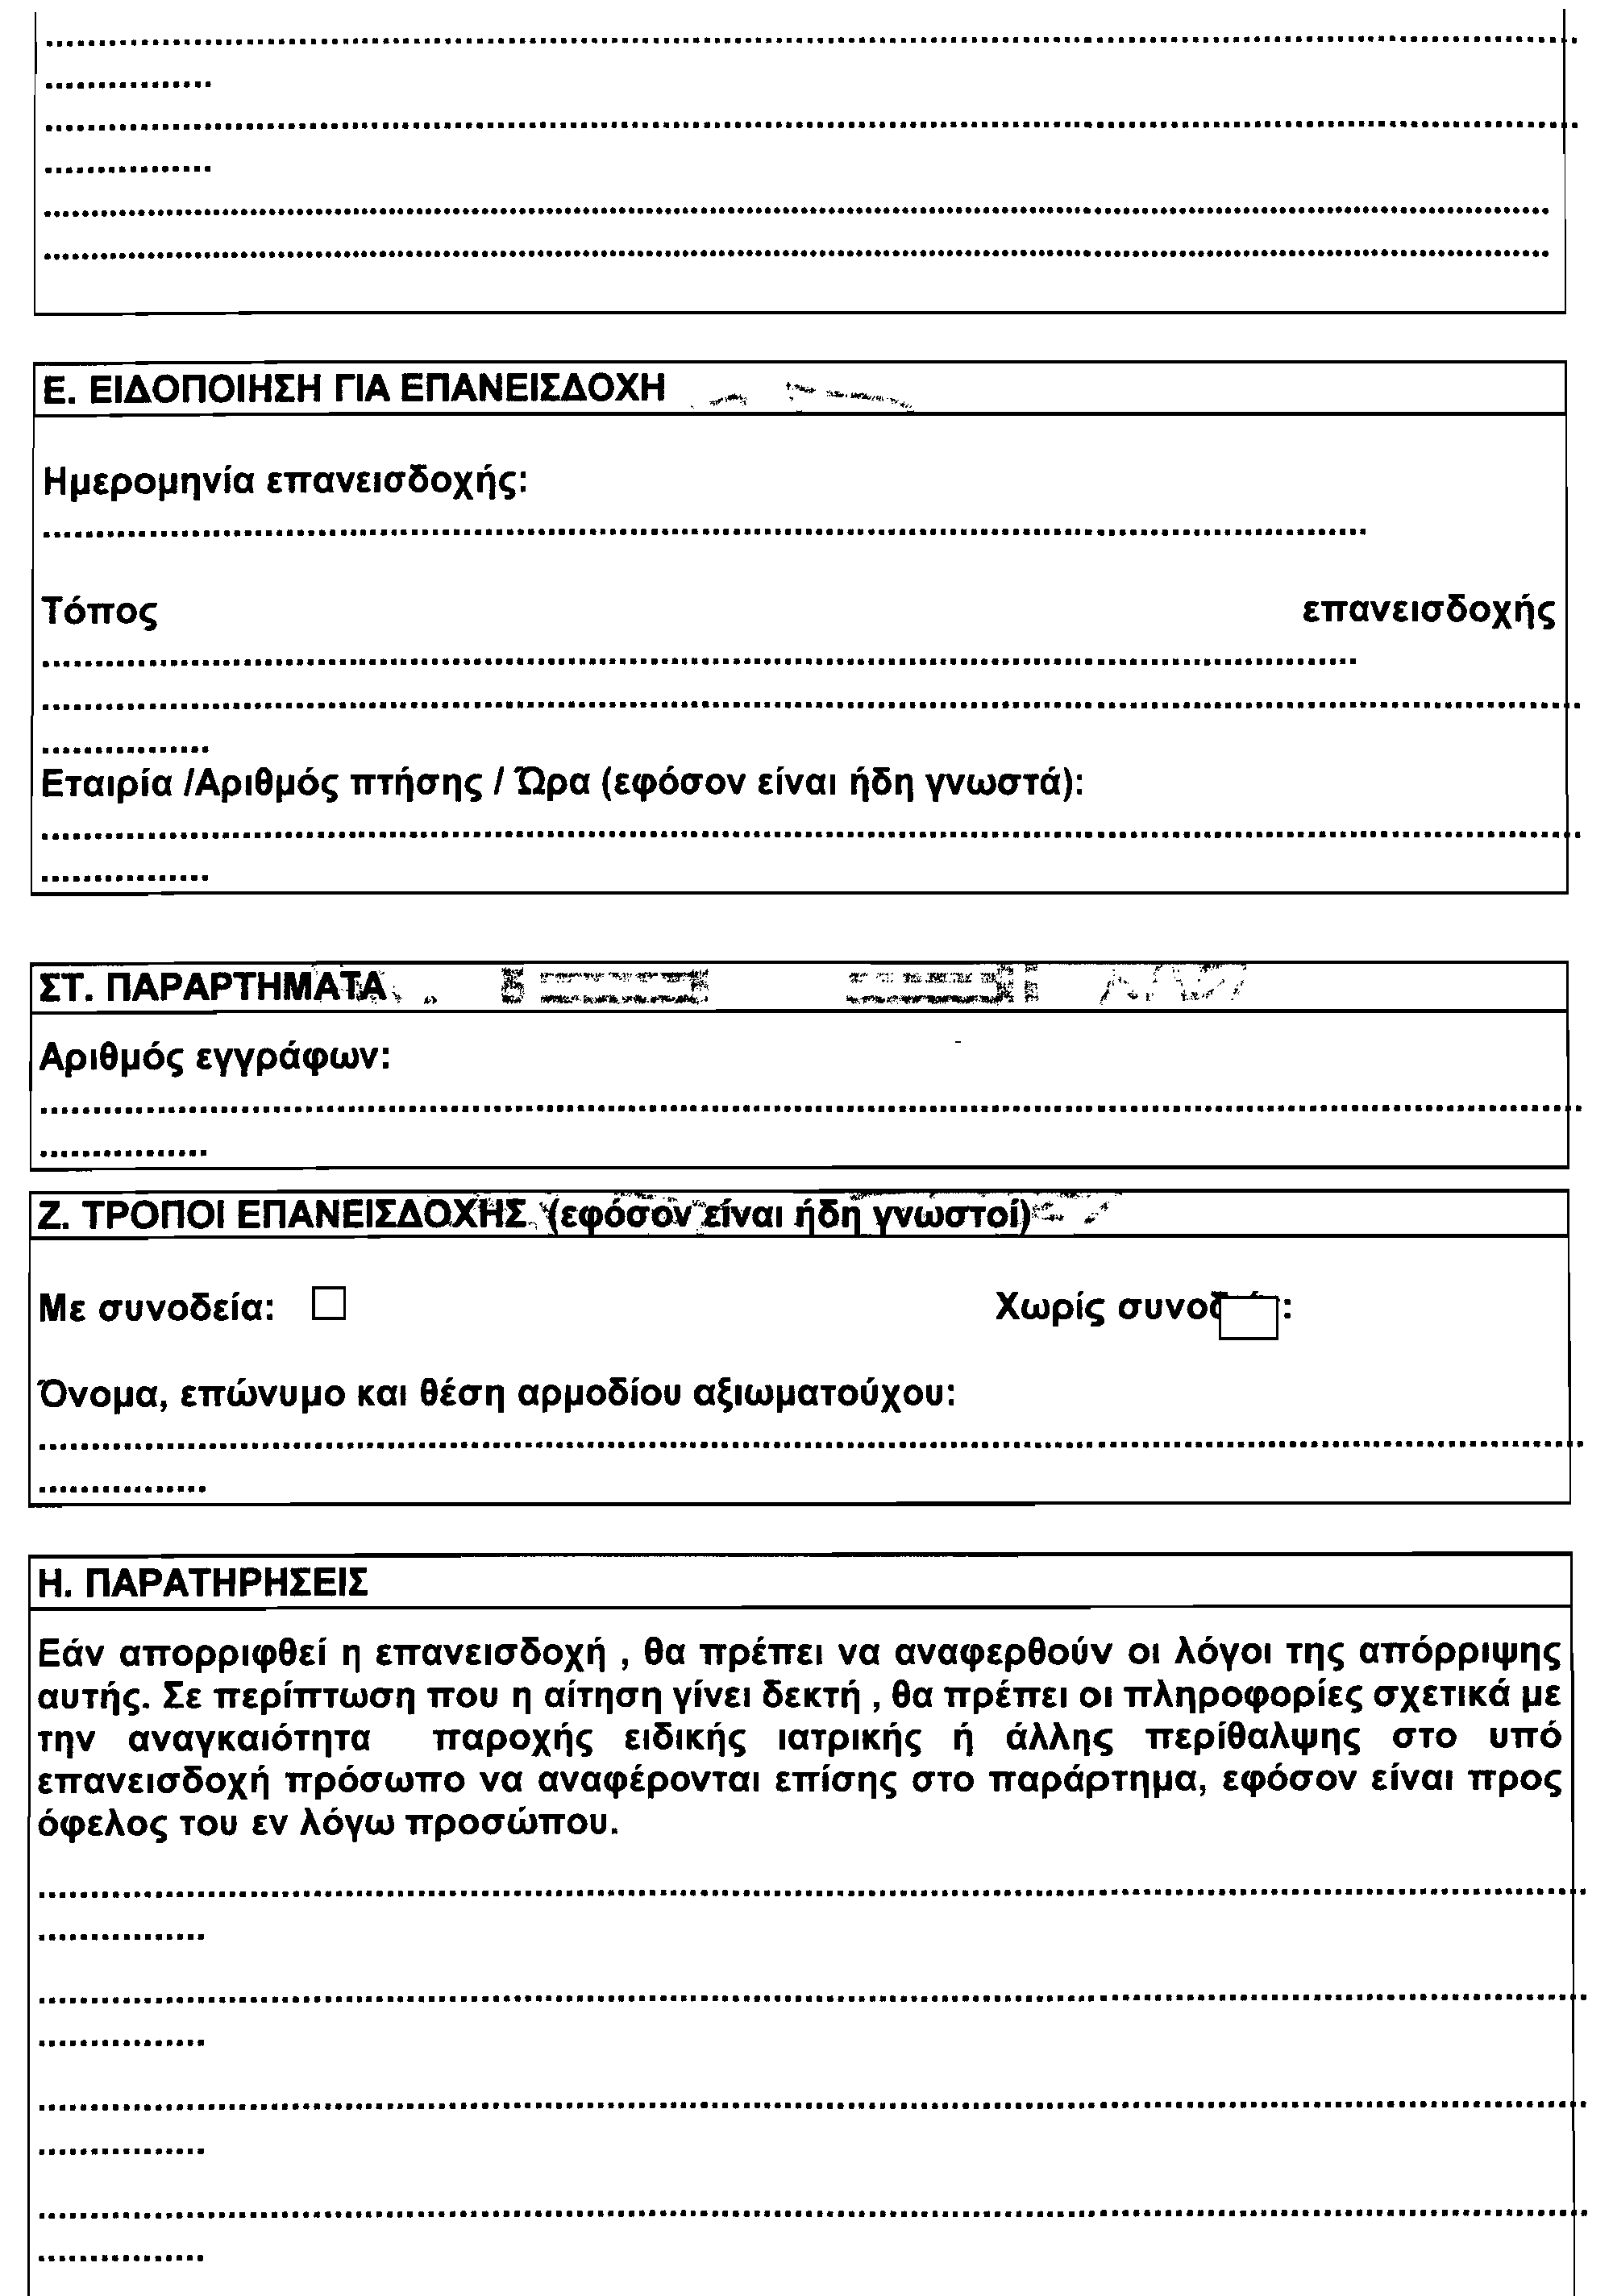 Ε. ΕΙΔΟΠΟΙΗΣΗ ΓΙΑ ΕΠΑΝΕΙΣΔΟΧΗ
Ημερομηνία επανεισδοχής:
Τόπος επανεισδοχής
Εταιρία /Αριθμός πτήσης / Ώρα (εφόσον είναι ήδη γνωστά):
ΣΤ. ΠΑΡΑΡΤΗΜΑΤΑ
Αριθμός εγγράφων:
Ζ. ΤΡΟΠΟΙ ΕΠΑΝΕΙΣΔΟΧΗΣ (εφόσον είναι ήδη γνωστοί)
Με συνοδεία: Χωρίς
Όνομα, επώνυμο και θέση αρμοδίου αξιωματούχου:
Η. ΠΑΡΑΤΗΡΗΣΕΙΣ
Εάν απορριφθεί η επανεισδοχή , θα πρέπει να αναφερθούν οι λόγοι της απόρριψης
αυτής. Σε περίπτωση που η αίτηση γίνει δεκτή , θα πρέπει οι πληροφορίες σχετικά με
την αναγκαιότητα παροχής ειδικής ιατρικής ή άλλης περίθαλψης στο υπό
επανεισδοχή πρόσωπο να αναφέρονται επίσης στο παράρτημα, εφόσον είναι προς
όφελος του εν λόγω προσώπου.